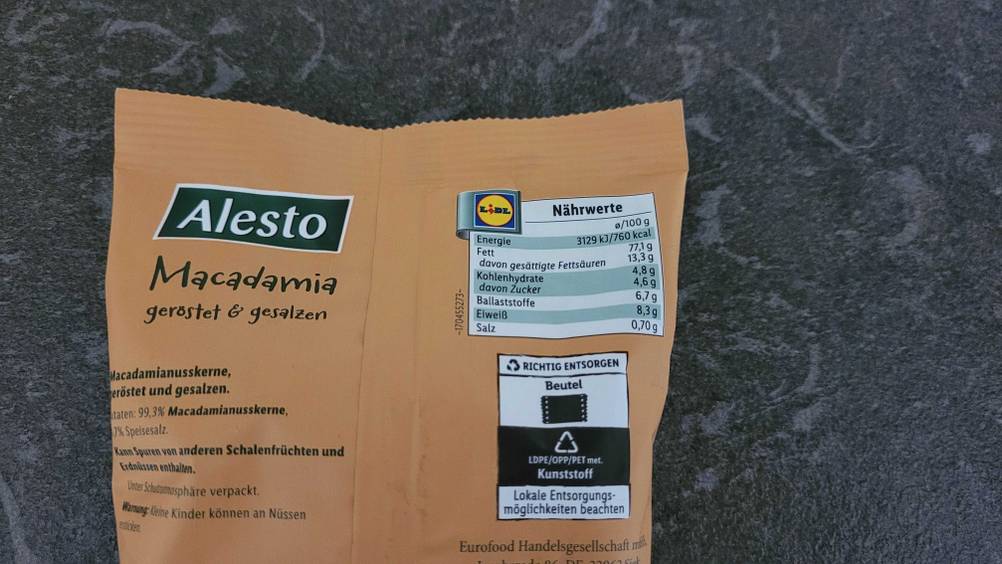 Alesto
Macadamia
geröstet & gesalzen
Macadamianusskerne,
geröstet und gesalzen.
99,3% Macadamianusskerne,
Speisesalz.
Kann Spuren von anderen Schalenfrüchten und
Erdnüssen enthalten.
Unter Schutzatmosphäre verpackt.
Warnung: Kleine Kinder können an Nüssen
LIDL
Nährwerte
ø/100 g
Energie 3129 kJ/760 kcal
Fett 77,1 g
davon gesättigte Fettsäuren 13,3 g
Kohlenhydrate 4,8 g
davon Zucker 4,6 g
Ballaststoffe 6,7 g
Eiweiß 8,3 g
Salz 0,70 g
-170455273-
RICHTIG ENTSORGEN
Beutel
LDPE/OPP/PET met.
Kunststoff
Lokale Entsorgungs-
möglichkeiten beachten
Eurofood Handelsgesellschaft